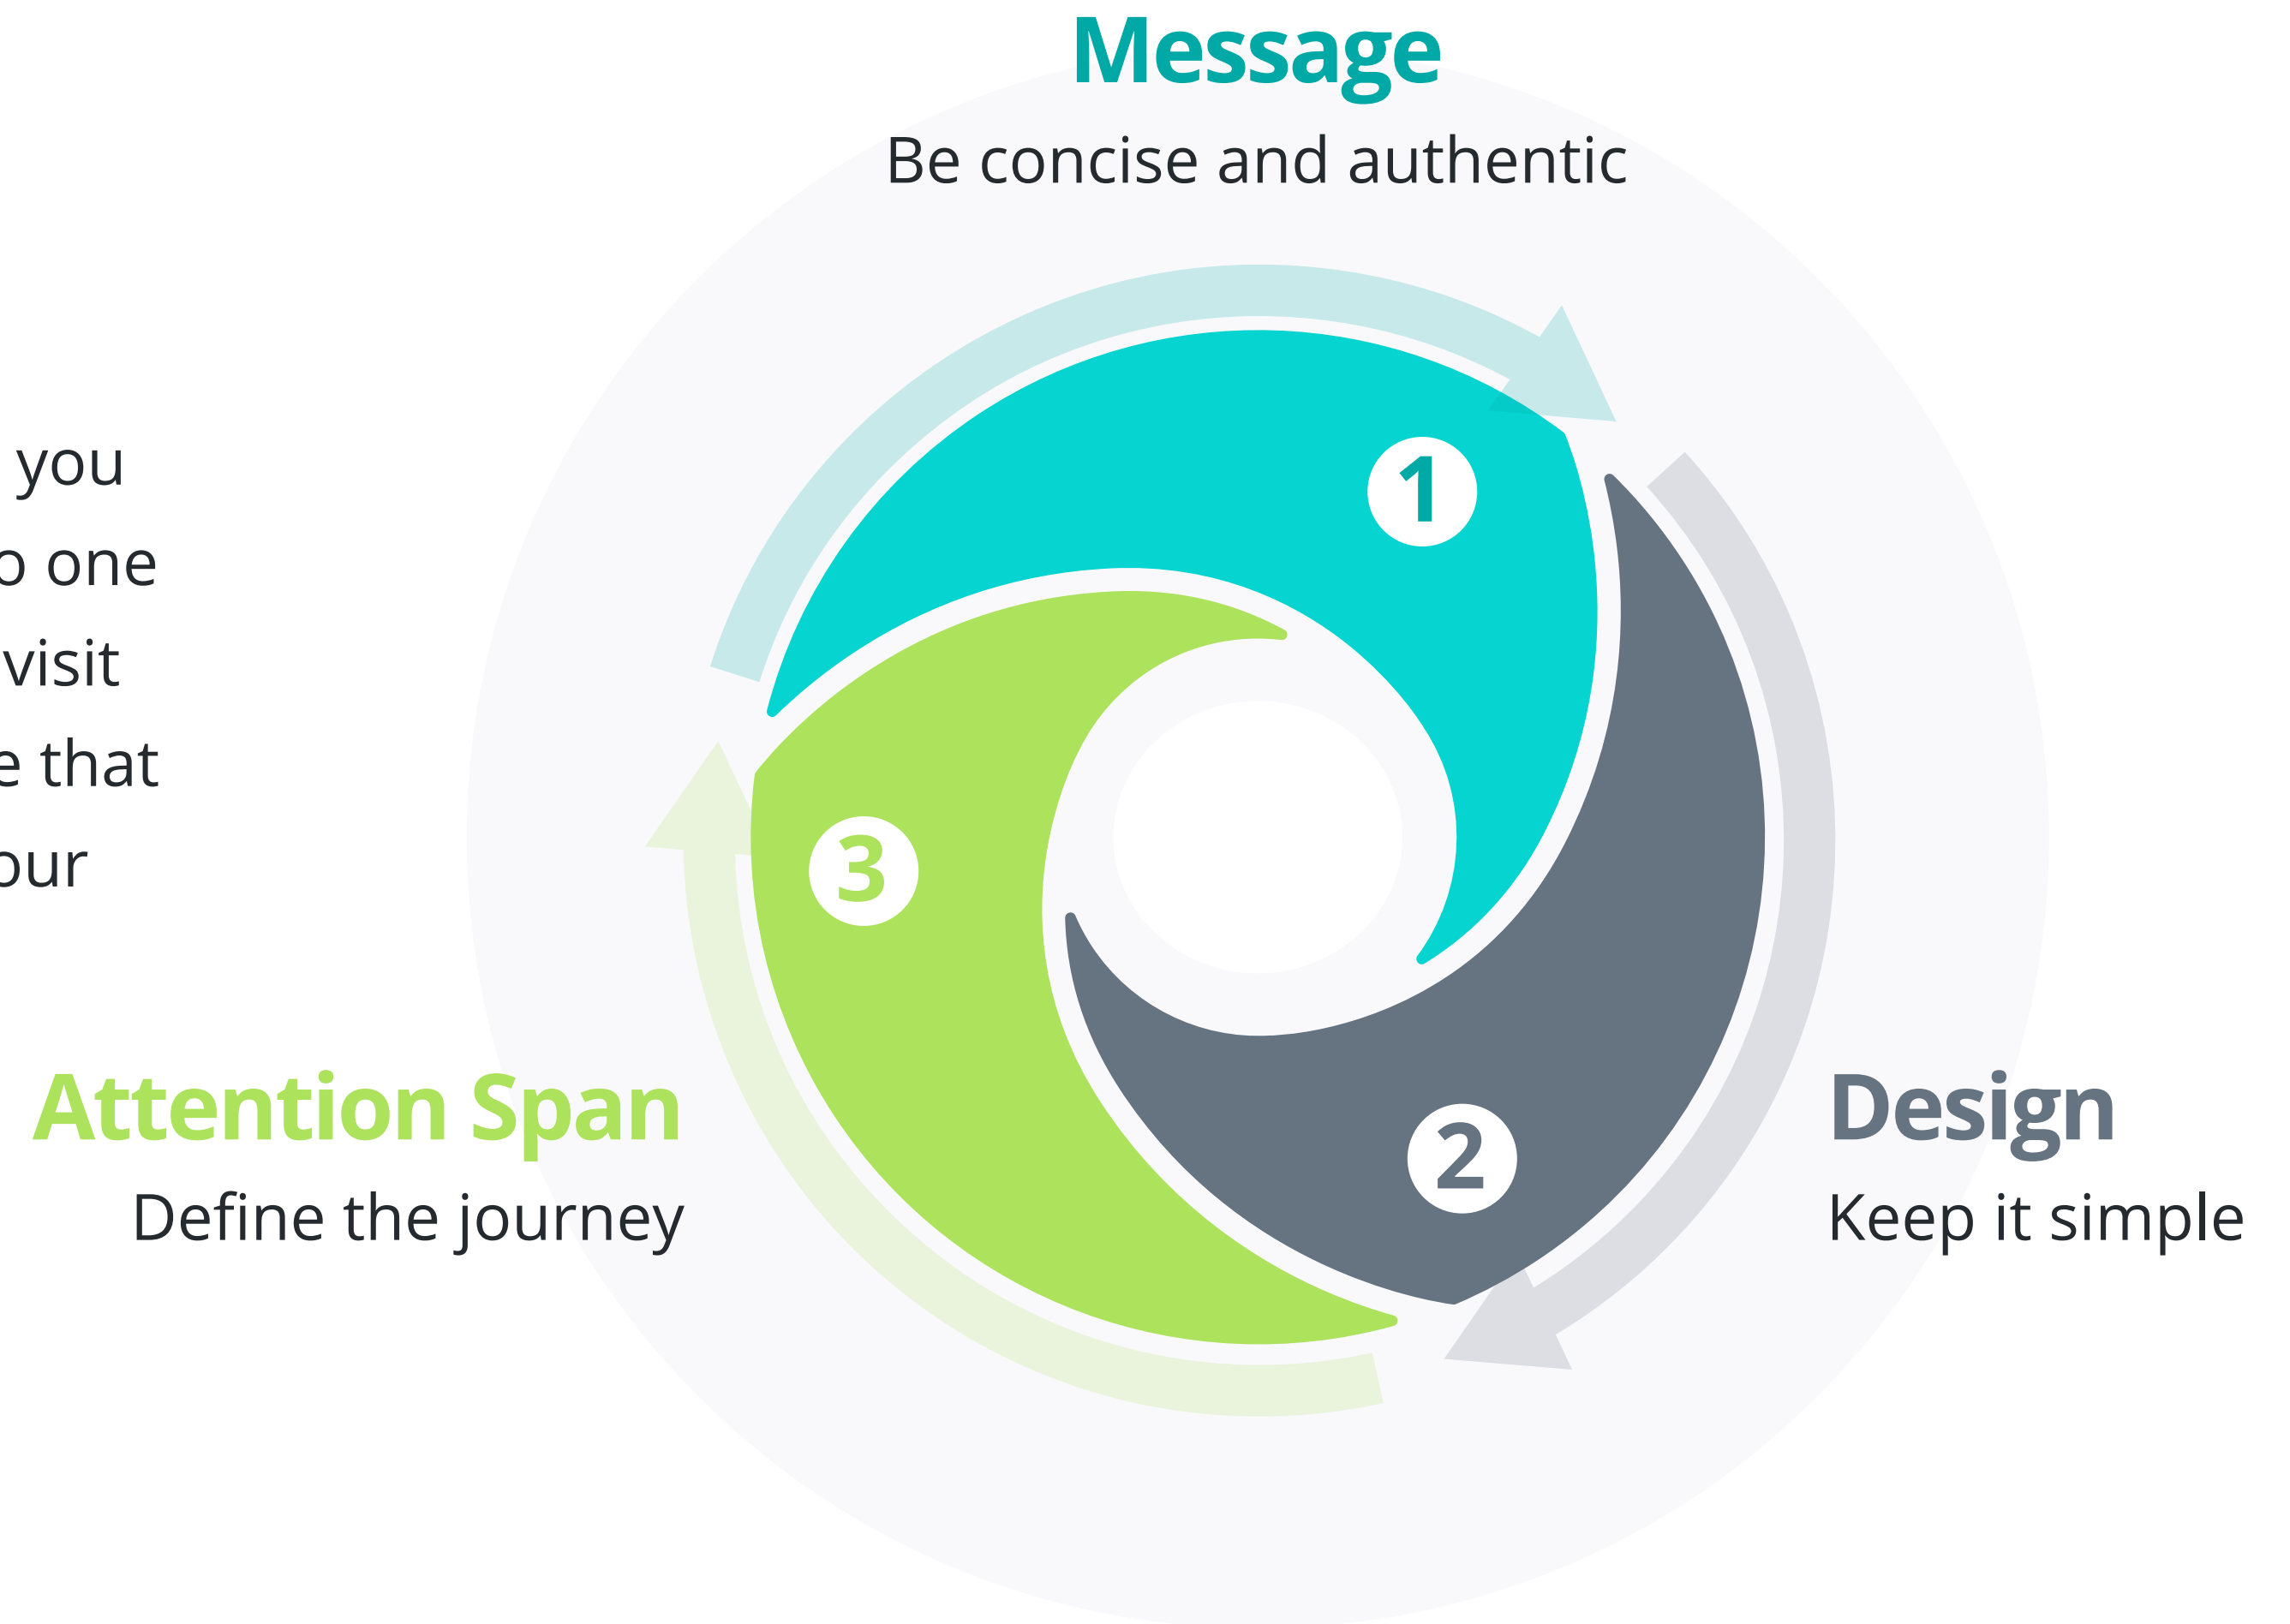 Message
Be concise and authentic
you
one
visit
that
1
3
2
Attention Span
Define the journey
Design
Keep it simple